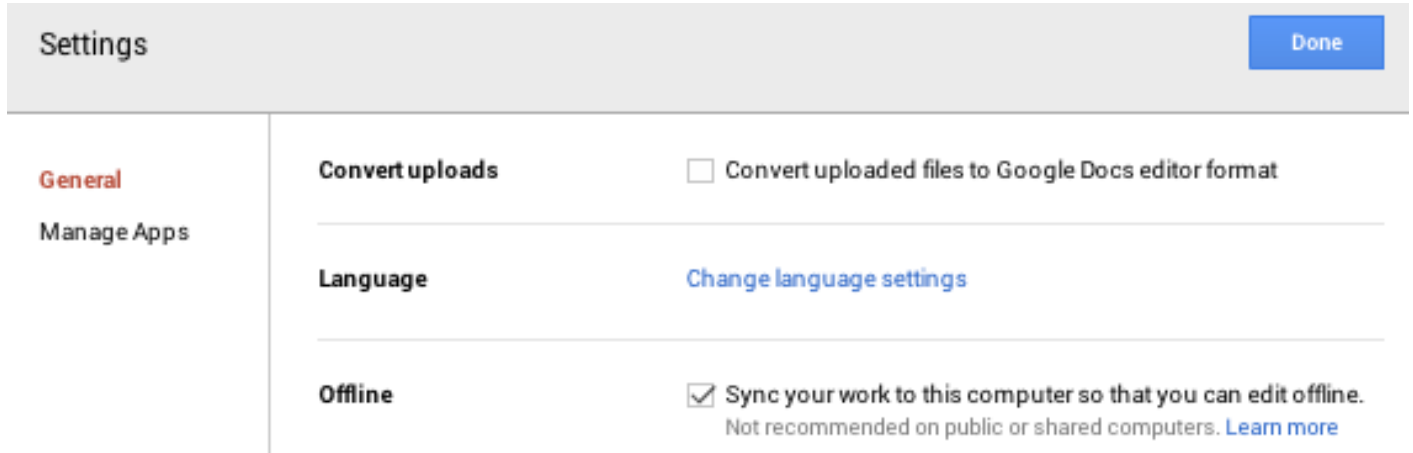 Settings
Done
General
Manage Apps
Convert uploads
Convert uploaded files to Google Docs editor format
Language
Change language settings
Offline
Sync your work to this computer so that you can edit offline.
Not recommended on public or shared computers. Learn more